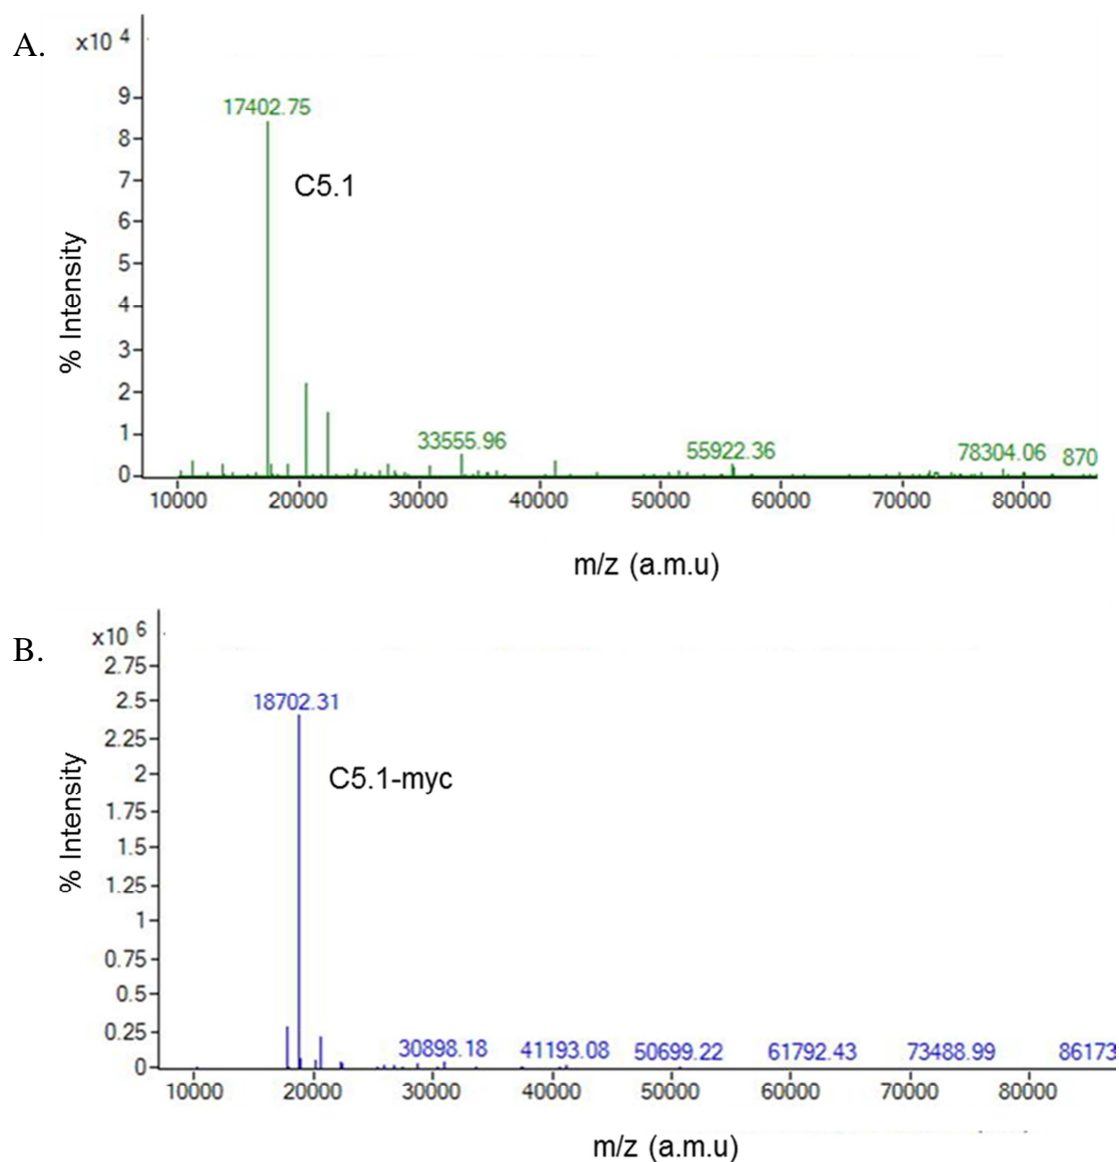 A.
x10 4
17402.75
9
8
7
C5.1
6
5
4
3
2
1
0
33555.96
55922.36
78304.06
870
% Intensity
10000 20000 30000 40000 50000 60000 70000 80000
m/z (a.m.u)
B.
x10 6
2.75
18702.31
2.5
2.25
C5.1-myc
2
1.75
1.5
1.25
1
0.75
0.5
0.25
0
30898.18 41193.08 50699.22 61792.43 73488.99 86173
% Intensity
10000 20000 30000 40000 50000 60000 70000 80000
m/z (a.m.u)